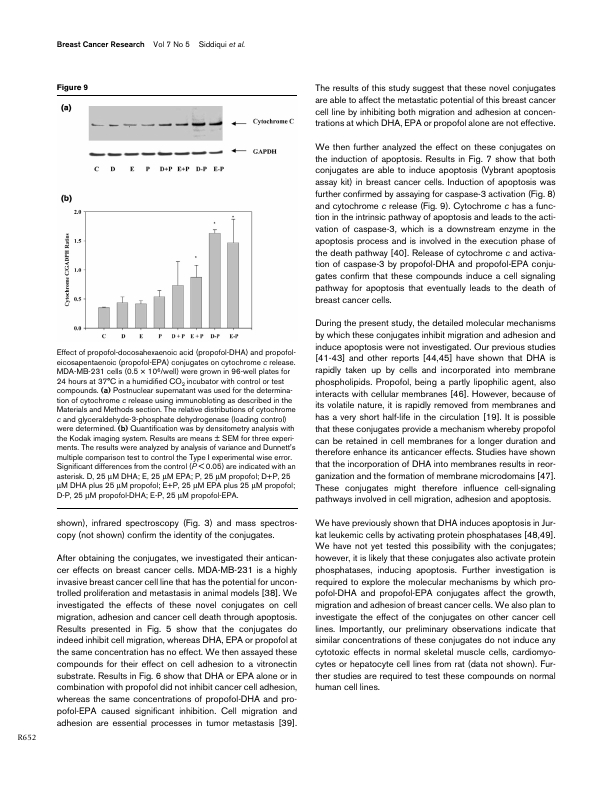 Breast Cancer Research Vol 7 No 5 Siddiqui et al.
Figure 9
(a)
Cytochrome C
GAPDH
C D E P D+P E+P D-P E-P
(b)
Cytochrome C:GADPH Ratios
2.0
1.5
1.0
0.5
0.0
* * *
C D E P D+P E+P D-P E-P
Effect of propofol-docosahexaenoic acid (propofol-DHA) and propofol-
eicosapentaenoic (propofol-EPA) conjugates on cytochrome c release.
MDA-MB-231 cells (0.5 × 10⁶/well) were grown in 96-well plates for
24 hours at 37°C in a humidified CO₂ incubator with control or test
compounds. (a) Postnuclear supernatant was used for the determina-
tion of cytochrome c release using immunobloting as described in the
Materials and Methods section. The relative distributions of cytochrome
c and glyceraldehyde-3-phosphate dehydrogenase (loading control)
were determined. (b) Quantification was by densitometry analysis with
the Kodak imaging system. Results are means ± SEM for three experi-
ments. The results were analyzed by analysis of variance and Dunnett's
multiple comparison test to control the Type I experimental wise error.
Significant differences from the control (P < 0.05) are indicated with an
asterisk. D, 25 μM DHA; E, 25 μM EPA; P, 25 μM propofol; D+P, 25
μM DHA plus 25 μM propofol; E+P, 25 μM EPA plus 25 μM propofol;
D-P, 25 μM propofol-DHA; E-P, 25 μM propofol-EPA.
shown), infrared spectroscopy (Fig. 3) and mass spectros-
copy (not shown) confirm the identity of the conjugates.
After obtaining the conjugates, we investigated their antican-
cer effects on breast cancer cells. MDA-MB-231 is a highly
invasive breast cancer cell line that has the potential for uncon-
trolled proliferation and metastasis in animal models [38]. We
investigated the effects of these novel conjugates on cell
migration, adhesion and cancer cell death through apoptosis.
Results presented in Fig. 5 show that the conjugates do
indeed inhibit cell migration, whereas DHA, EPA or propofol at
the same concentration has no effect. We then assayed these
compounds for their effect on cell adhesion to a vitronectin
substrate. Results in Fig. 6 show that DHA or EPA alone or in
combination with propofol did not inhibit cancer cell adhesion,
whereas the same concentrations of propofol-DHA and pro-
pofol-EPA caused significant inhibition. Cell migration and
adhesion are essential processes in tumor metastasis [39].
The results of this study suggest that these novel conjugates
are able to affect the metastatic potential of this breast cancer
cell line by inhibiting both migration and adhesion at concen-
trations at which DHA, EPA or propofol alone are not effective.
We then further analyzed the effect on these conjugates on
the induction of apoptosis. Results in Fig. 7 show that both
conjugates are able to induce apoptosis (Vybrant apoptosis
assay kit) in breast cancer cells. Induction of apoptosis was
further confirmed by assaying for caspase-3 activation (Fig. 8)
and cytochrome c release (Fig. 9). Cytochrome c has a func-
tion in the intrinsic pathway of apoptosis and leads to the acti-
vation of caspase-3, which is a downstream enzyme in the
apoptosis process and is involved in the execution phase of
the death pathway [40]. Release of cytochrome c and activa-
tion of caspase-3 by propofol-DHA and propofol-EPA conju-
gates confirm that these compounds induce a cell signaling
pathway for apoptosis that eventually leads to the death of
breast cancer cells.
During the present study, the detailed molecular mechanisms
by which these conjugates inhibit migration and adhesion and
induce apoptosis were not investigated. Our previous studies
[41-43] and other reports [44,45] have shown that DHA is
rapidly taken up by cells and incorporated into membrane
phospholipids. Propofol, being a partly lipophilic agent, also
interacts with cellular membranes [46]. However, because of
its volatile nature, it is rapidly removed from membranes and
has a very short half-life in the circulation [19]. It is possible
that these conjugates provide a mechanism whereby propofol
can be retained in cell membranes for a longer duration and
therefore enhance its anticancer effects. Studies have shown
that the incorporation of DHA into membranes results in reor-
ganization and the formation of membrane microdomains [47].
These conjugates might therefore influence cell-signaling
pathways involved in cell migration, adhesion and apoptosis.
We have previously shown that DHA induces apoptosis in Jur-
kat leukemic cells by activating protein phosphatases [48,49].
We have not yet tested this possibility with the conjugates;
however, it is likely that these conjugates also activate protein
phosphatases, inducing apoptosis. Further investigation is
required to explore the molecular mechanisms by which pro-
pofol-DHA and propofol-EPA conjugates affect the growth,
migration and adhesion of breast cancer cells. We also plan to
investigate the effect of the conjugates on other cancer cell
lines. Importantly, our preliminary observations indicate that
similar concentrations of these conjugates do not induce any
cytotoxic effects in normal skeletal muscle cells, cardiomyo-
cytes or hepatocyte cell lines from rat (data not shown). Fur-
ther studies are required to test these compounds on normal
human cell lines.
R652